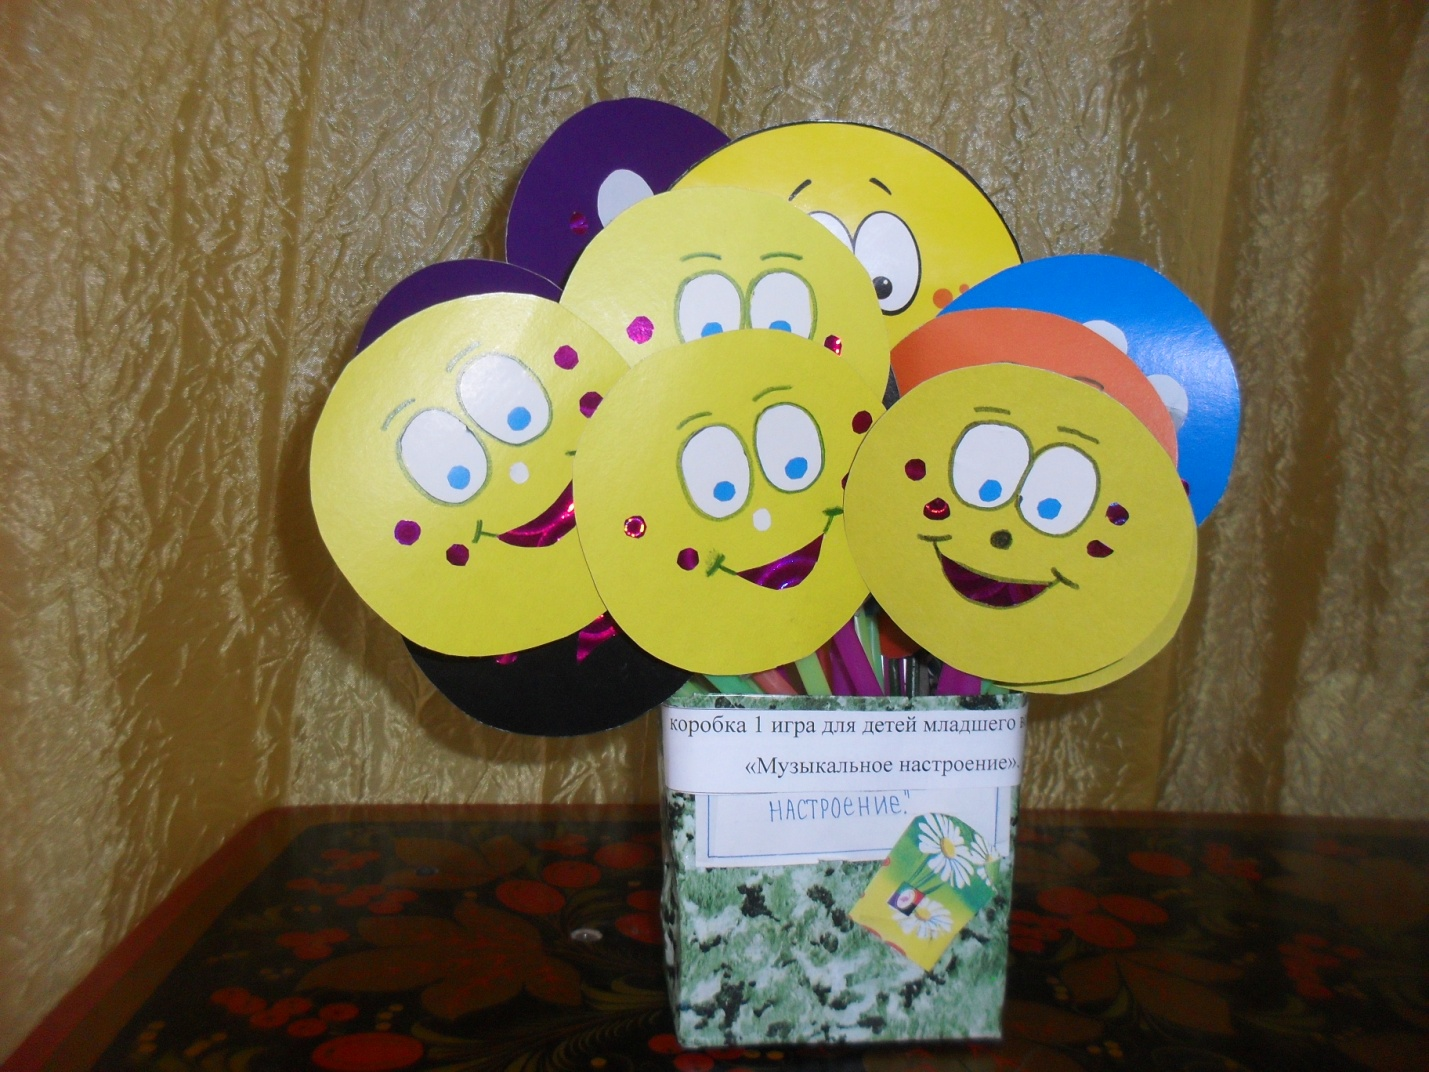 коробка 1 игра для детей младшего
«Музыкальное настроение».
НАСТРОЕНИЕ."